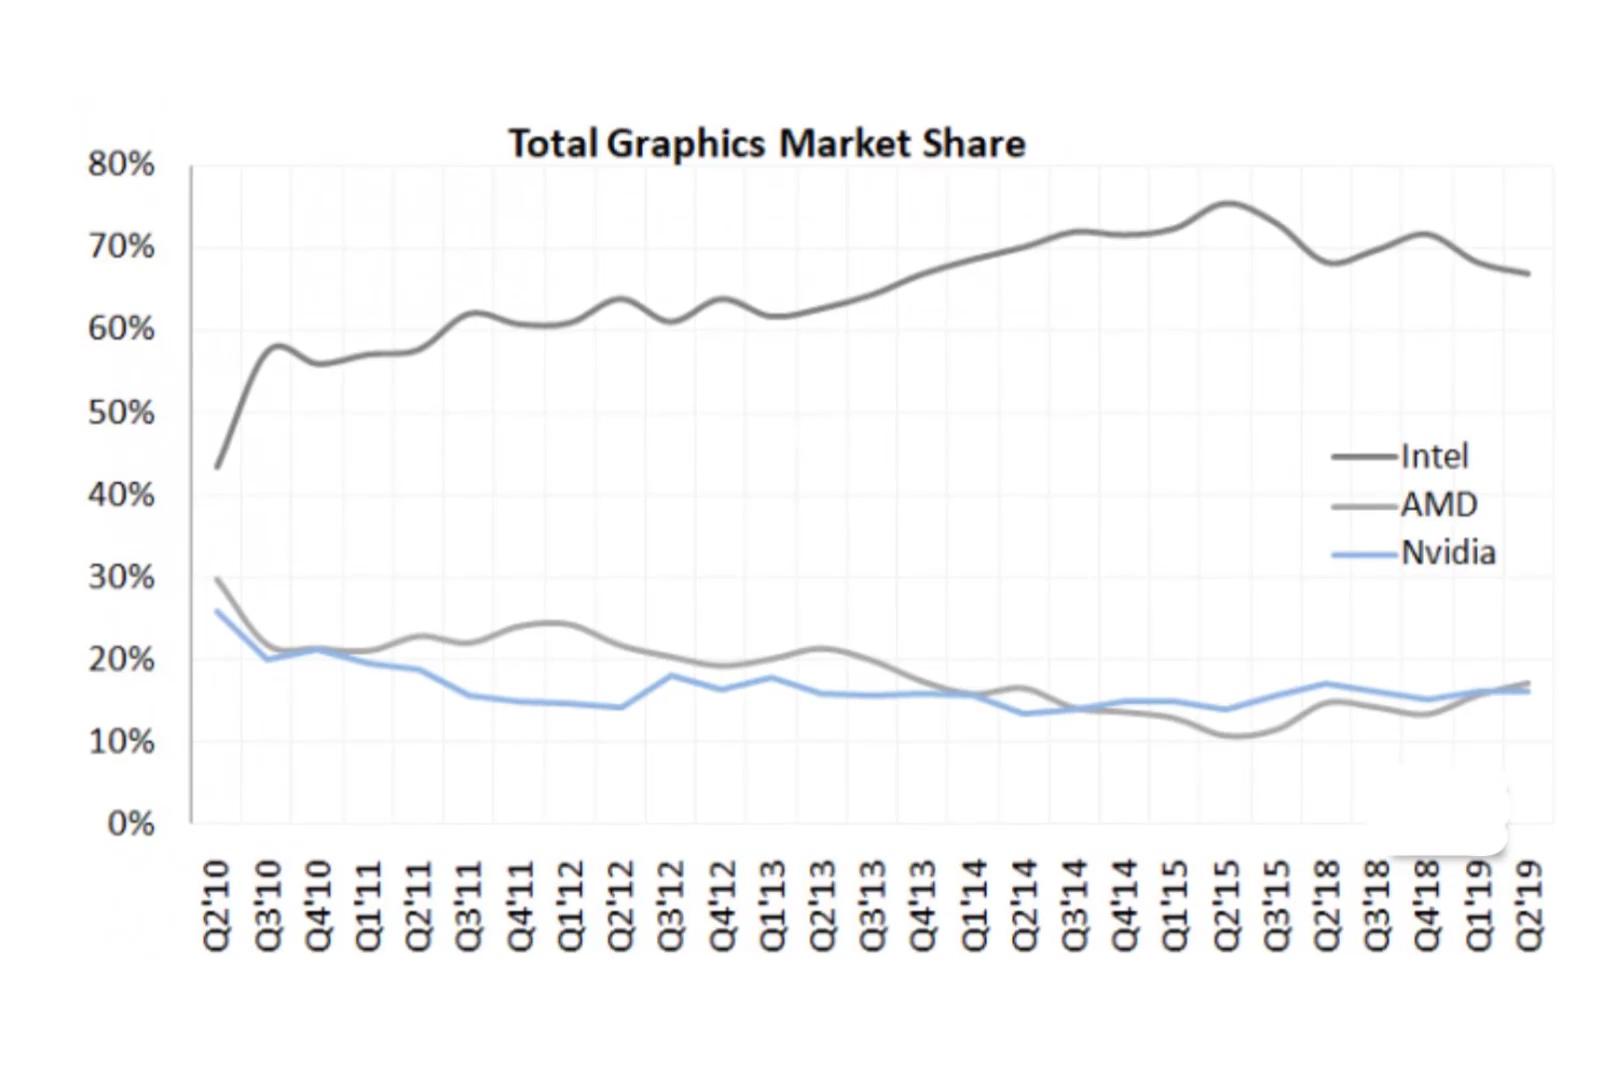 Total Graphics Market Share
80%
70%
60%
50%
40%
30%
20%
10%
0%
Intel
AMD
Nvidia
Q2'10
Q3'10
Q4'10
Q1'11
Q2'11
Q3'11
Q4'11
Q1'12
Q2'12
Q3'12
Q4'12
Q1'13
Q2'13
Q3'13
Q4'13
Q1'14
Q2'14
Q3'14
Q4'14
Q1'15
Q2'15
Q3'15
Q2'18
Q3'18
Q4'18
Q1'19
Q2'19